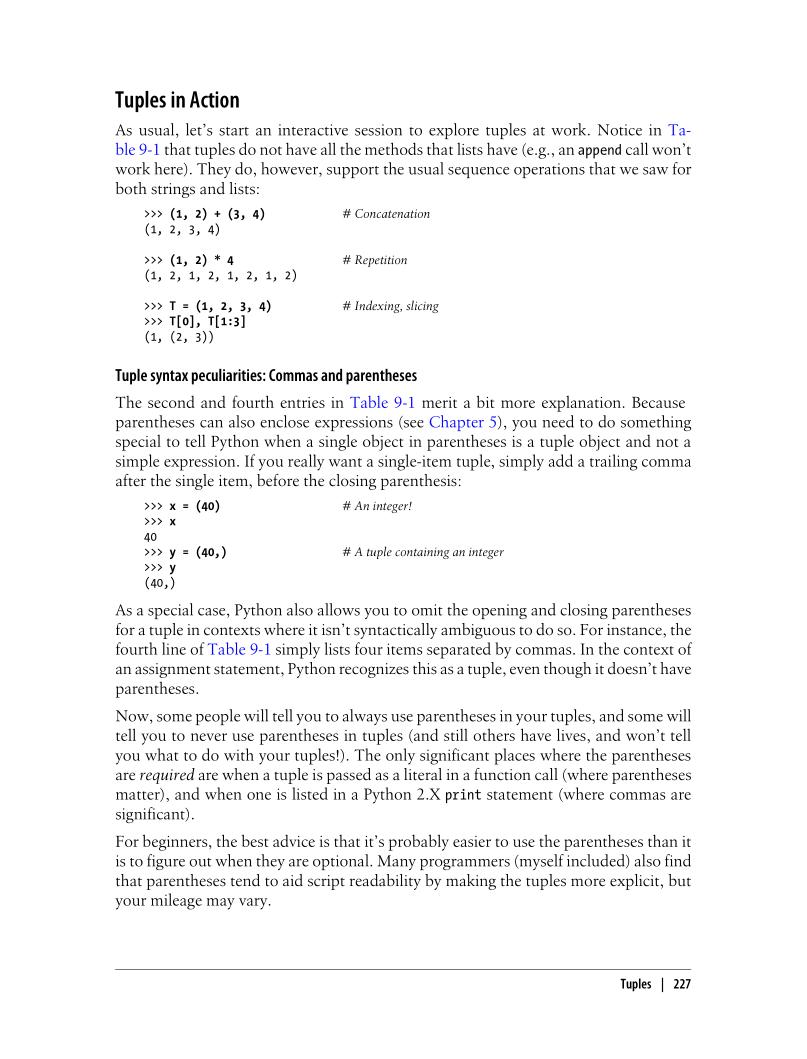 Tuples in Action
As usual, let’s start an interactive session to explore tuples at work. Notice in Ta-
ble 9-1 that tuples do not have all the methods that lists have (e.g., an append call won’t
work here). They do, however, support the usual sequence operations that we saw for
both strings and lists:
>>> (1, 2) + (3, 4) # Concatenation
(1, 2, 3, 4)
>>> (1, 2) * 4 # Repetition
(1, 2, 1, 2, 1, 2, 1, 2)
>>> T = (1, 2, 3, 4) # Indexing, slicing
>>> T[0], T[1:3]
(1, (2, 3))
Tuple syntax peculiarities: Commas and parentheses
The second and fourth entries in Table 9-1 merit a bit more explanation. Because
parentheses can also enclose expressions (see Chapter 5), you need to do something
special to tell Python when a single object in parentheses is a tuple object and not a
simple expression. If you really want a single-item tuple, simply add a trailing comma
after the single item, before the closing parenthesis:
>>> x = (40) # An integer!
>>> x
40
>>> y = (40,) # A tuple containing an integer
>>> y
(40,)
As a special case, Python also allows you to omit the opening and closing parentheses
for a tuple in contexts where it isn’t syntactically ambiguous to do so. For instance, the
fourth line of Table 9-1 simply lists four items separated by commas. In the context of
an assignment statement, Python recognizes this as a tuple, even though it doesn’t have
parentheses.
Now, some people will tell you to always use parentheses in your tuples, and some will
tell you to never use parentheses in tuples (and still others have lives, and won’t tell
you what to do with your tuples!). The only significant places where the parentheses
are required are when a tuple is passed as a literal in a function call (where parentheses
matter), and when one is listed in a Python 2.X print statement (where commas are
significant).
For beginners, the best advice is that it’s probably easier to use the parentheses than it
is to figure out when they are optional. Many programmers (myself included) also find
that parentheses tend to aid script readability by making the tuples more explicit, but
your mileage may vary.
Tuples | 227